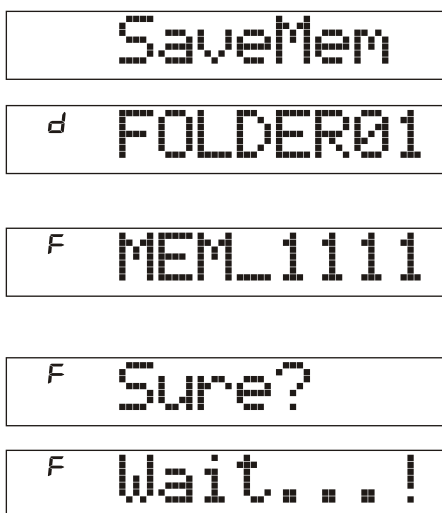 SaveMem
d FOLDER01
F MEM_1111
F Sure?
F Wait...!